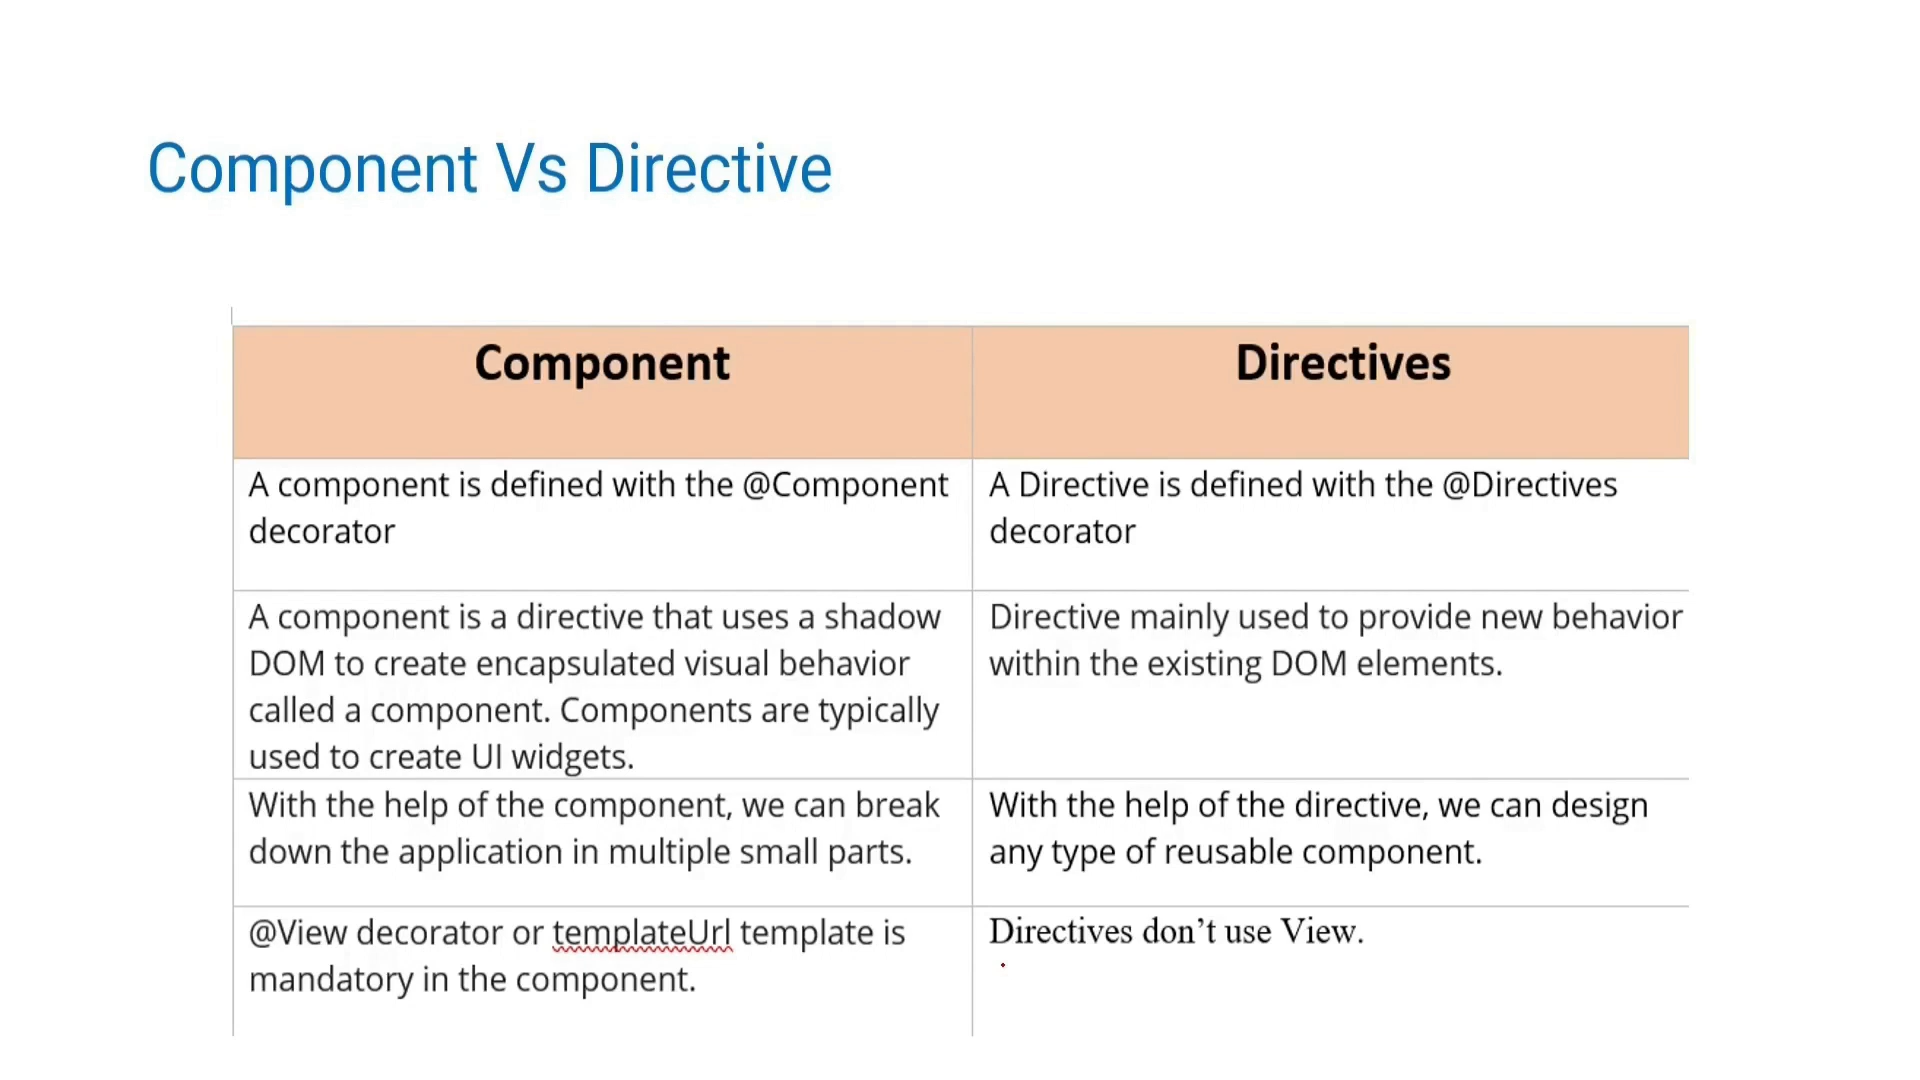 Component Vs Directive
Component
Directives
A component is defined with the @Component
decorator
A Directive is defined with the @Directives
decorator
A component is a directive that uses a shadow
DOM to create encapsulated visual behavior
called a component. Components are typically
used to create UI widgets.
Directive mainly used to provide new behavior
within the existing DOM elements.
With the help of the component, we can break
down the application in multiple small parts.
With the help of the directive, we can design
any type of reusable component.
@View decorator or templateUrl template is
mandatory in the component.
Directives don’t use View.